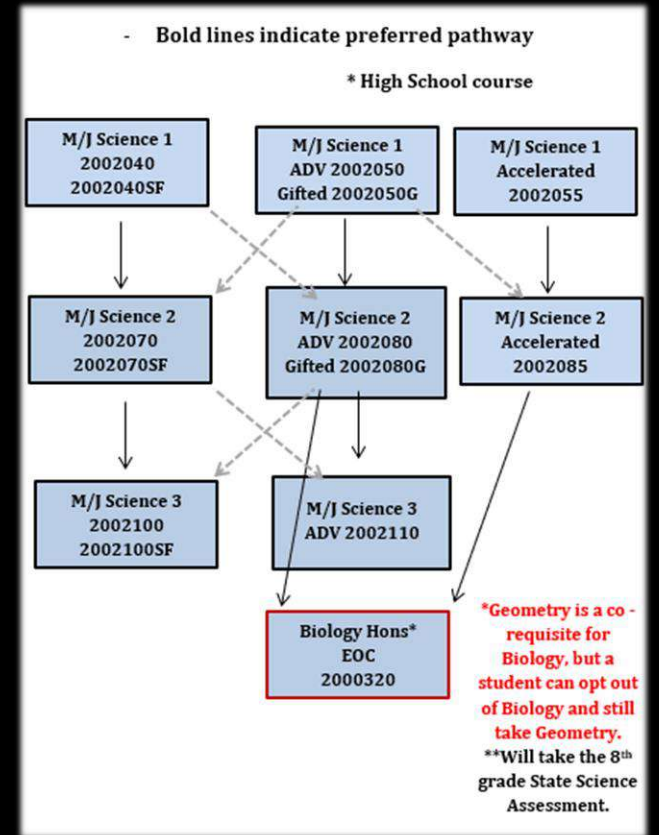 - Bold lines indicate preferred pathway
* High School course
M/J Science 1
2002040
2002040SF
M/J Science 1
ADV 2002050
Gifted 2002050G
M/J Science 1
Accelerated
2002055
M/J Science 2
2002070
2002070SF
M/J Science 2
ADV 2002080
Gifted 2002080G
M/J Science 2
Accelerated
2002085
M/J Science 3
2002100
2002100SF
M/J Science 3
ADV 2002110
Biology Hons*
EOC
2000320
*Geometry is a co -
requisite for
Biology, but a
student can opt out
of Biology and still
take Geometry.
**Will take the 8th
grade State Science
Assessment.